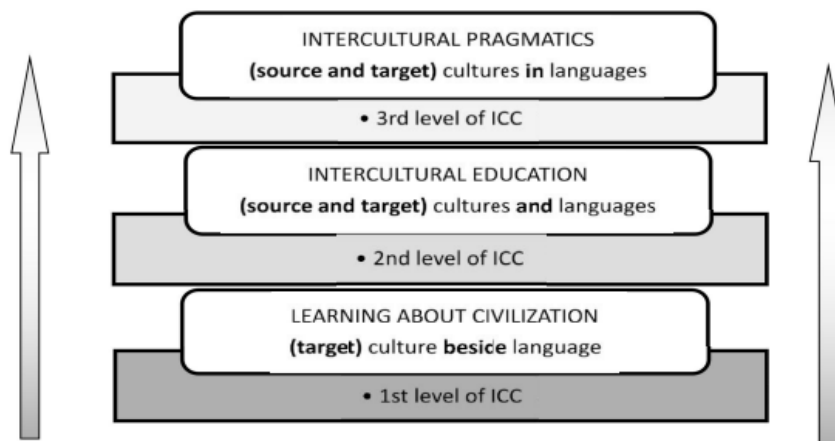 INTERCULTURAL PRAGMATICS
(source and target) cultures in languages
• 3rd level of ICC
INTERCULTURAL EDUCATION
(source and target) cultures and languages
• 2nd level of ICC
LEARNING ABOUT CIVILIZATION
(target) culture beside language
• 1st level of ICC